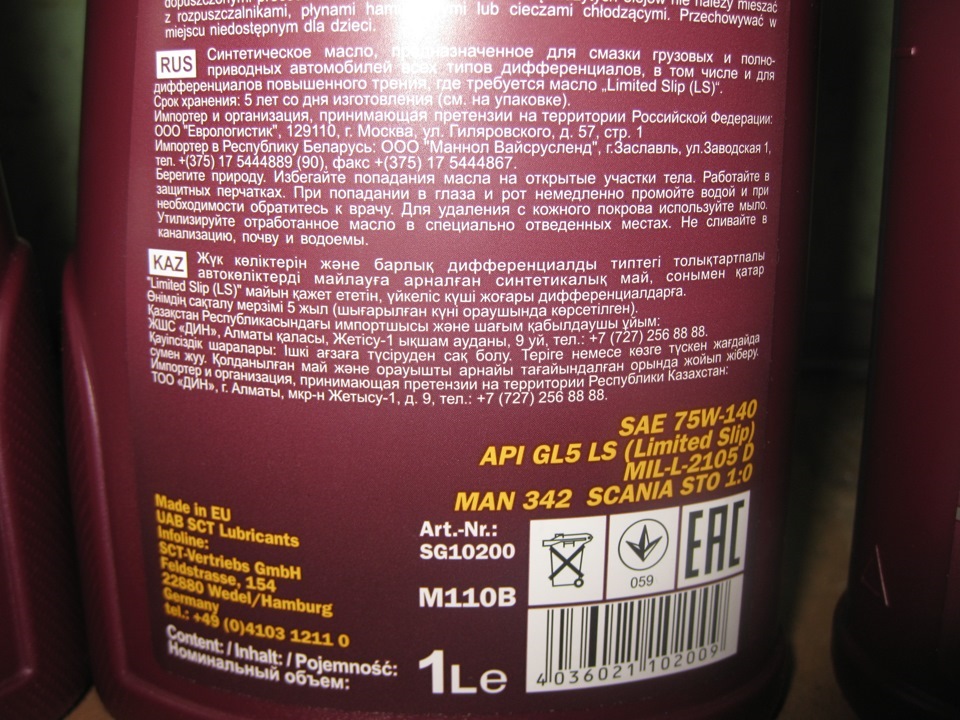 nie należy mieszać
z rozpuszczalnikami, płynami lub cieczami chłodzącymi. Przechowywać w
miejscu niedostępnym dla dzieci.
RUS
Синтетическое масло, предназначенное для смазки грузовых и полно-
приводных автомобилей всех типов дифференциалов, в том числе и для
дифференциалов повышенного трения, где требуется масло „Limited Slip (LS)“.
Срок хранения: 5 лет со дня изготовления (см. на упаковке).
Импортер и организация, принимающая претензии на территории Российской Федерации:
ООО "Еврологистик", 129110, г. Москва, ул. Гиляровского, д. 57, стр. 1
Импортер в Республику Беларусь: ООО "Маннол Вайсрусленд", г.Заславль, ул.Заводская 1,
тел. +(375) 17 5444889 (90), факс +(375) 17 5444867.
Берегите природу. Избегайте попадания масла на открытые участки тела. Работайте в
защитных перчатках. При попадании в глаза и рот немедленно промойте водой и при
необходимости обратитесь к врачу. Для удаления с кожного покрова используйте мыло.
Утилизируйте отработанное масло в специально отведенных местах. Не сливайте в
канализацию, почву и водоемы.
KAZ
Жүк көліктерін және барлық дифференциалды типтегі толықтартпалы
автокөліктерді майлауға арналған синтетикалық май, сонымен қатар
"Limited Slip (LS)" майын қажет ететін, үйкеліс күші жоғары дифференциалдарға.
Өнімдің сақталу мерзімі 5 жыл (шығарылған күні ораушында көрсетілген).
Қазақстан Республикасындағы импортшысы және шағым қабылдаушы ұйым:
ЖШС «ДИН», Алматы қаласы, Жетісу-1 ықшам ауданы, 9 уй, тел.: +7 (727) 256 88 88.
Қауіпсіздік шаралары: Ішкі ағзаға түсіруден сақ болу. Теріге немесе көзге түскен жағдайда
сумен жуу. Қолданылған май және орауышты арнайы тағайындалған орында жойып жіберу.
Импортер и организация, принимающая претензии на территории Республики Казахстан:
ТОО «ДИН», г. Алматы, мкр-н Жетысу-1, д. 9, тел.: +7 (727) 256 88 88.
SAE 75W-140
API GL5 LS (Limited Slip)
MIL-L-2105 D
MAN 342 SCANIA STO 1:0
Made in EU
UAB SCT Lubricants
Infoline:
SCT-Vertriebs GmbH
Feldstrasse, 154
22880 Wedel/Hamburg
Germany
tel.: +49 (0)4103 1211 0
Art.-Nr.:
SG10200
M110B
059
EAC
Content: / Inhalt: / Pojemność:
Номинальный объем:
1Le
4036021102009